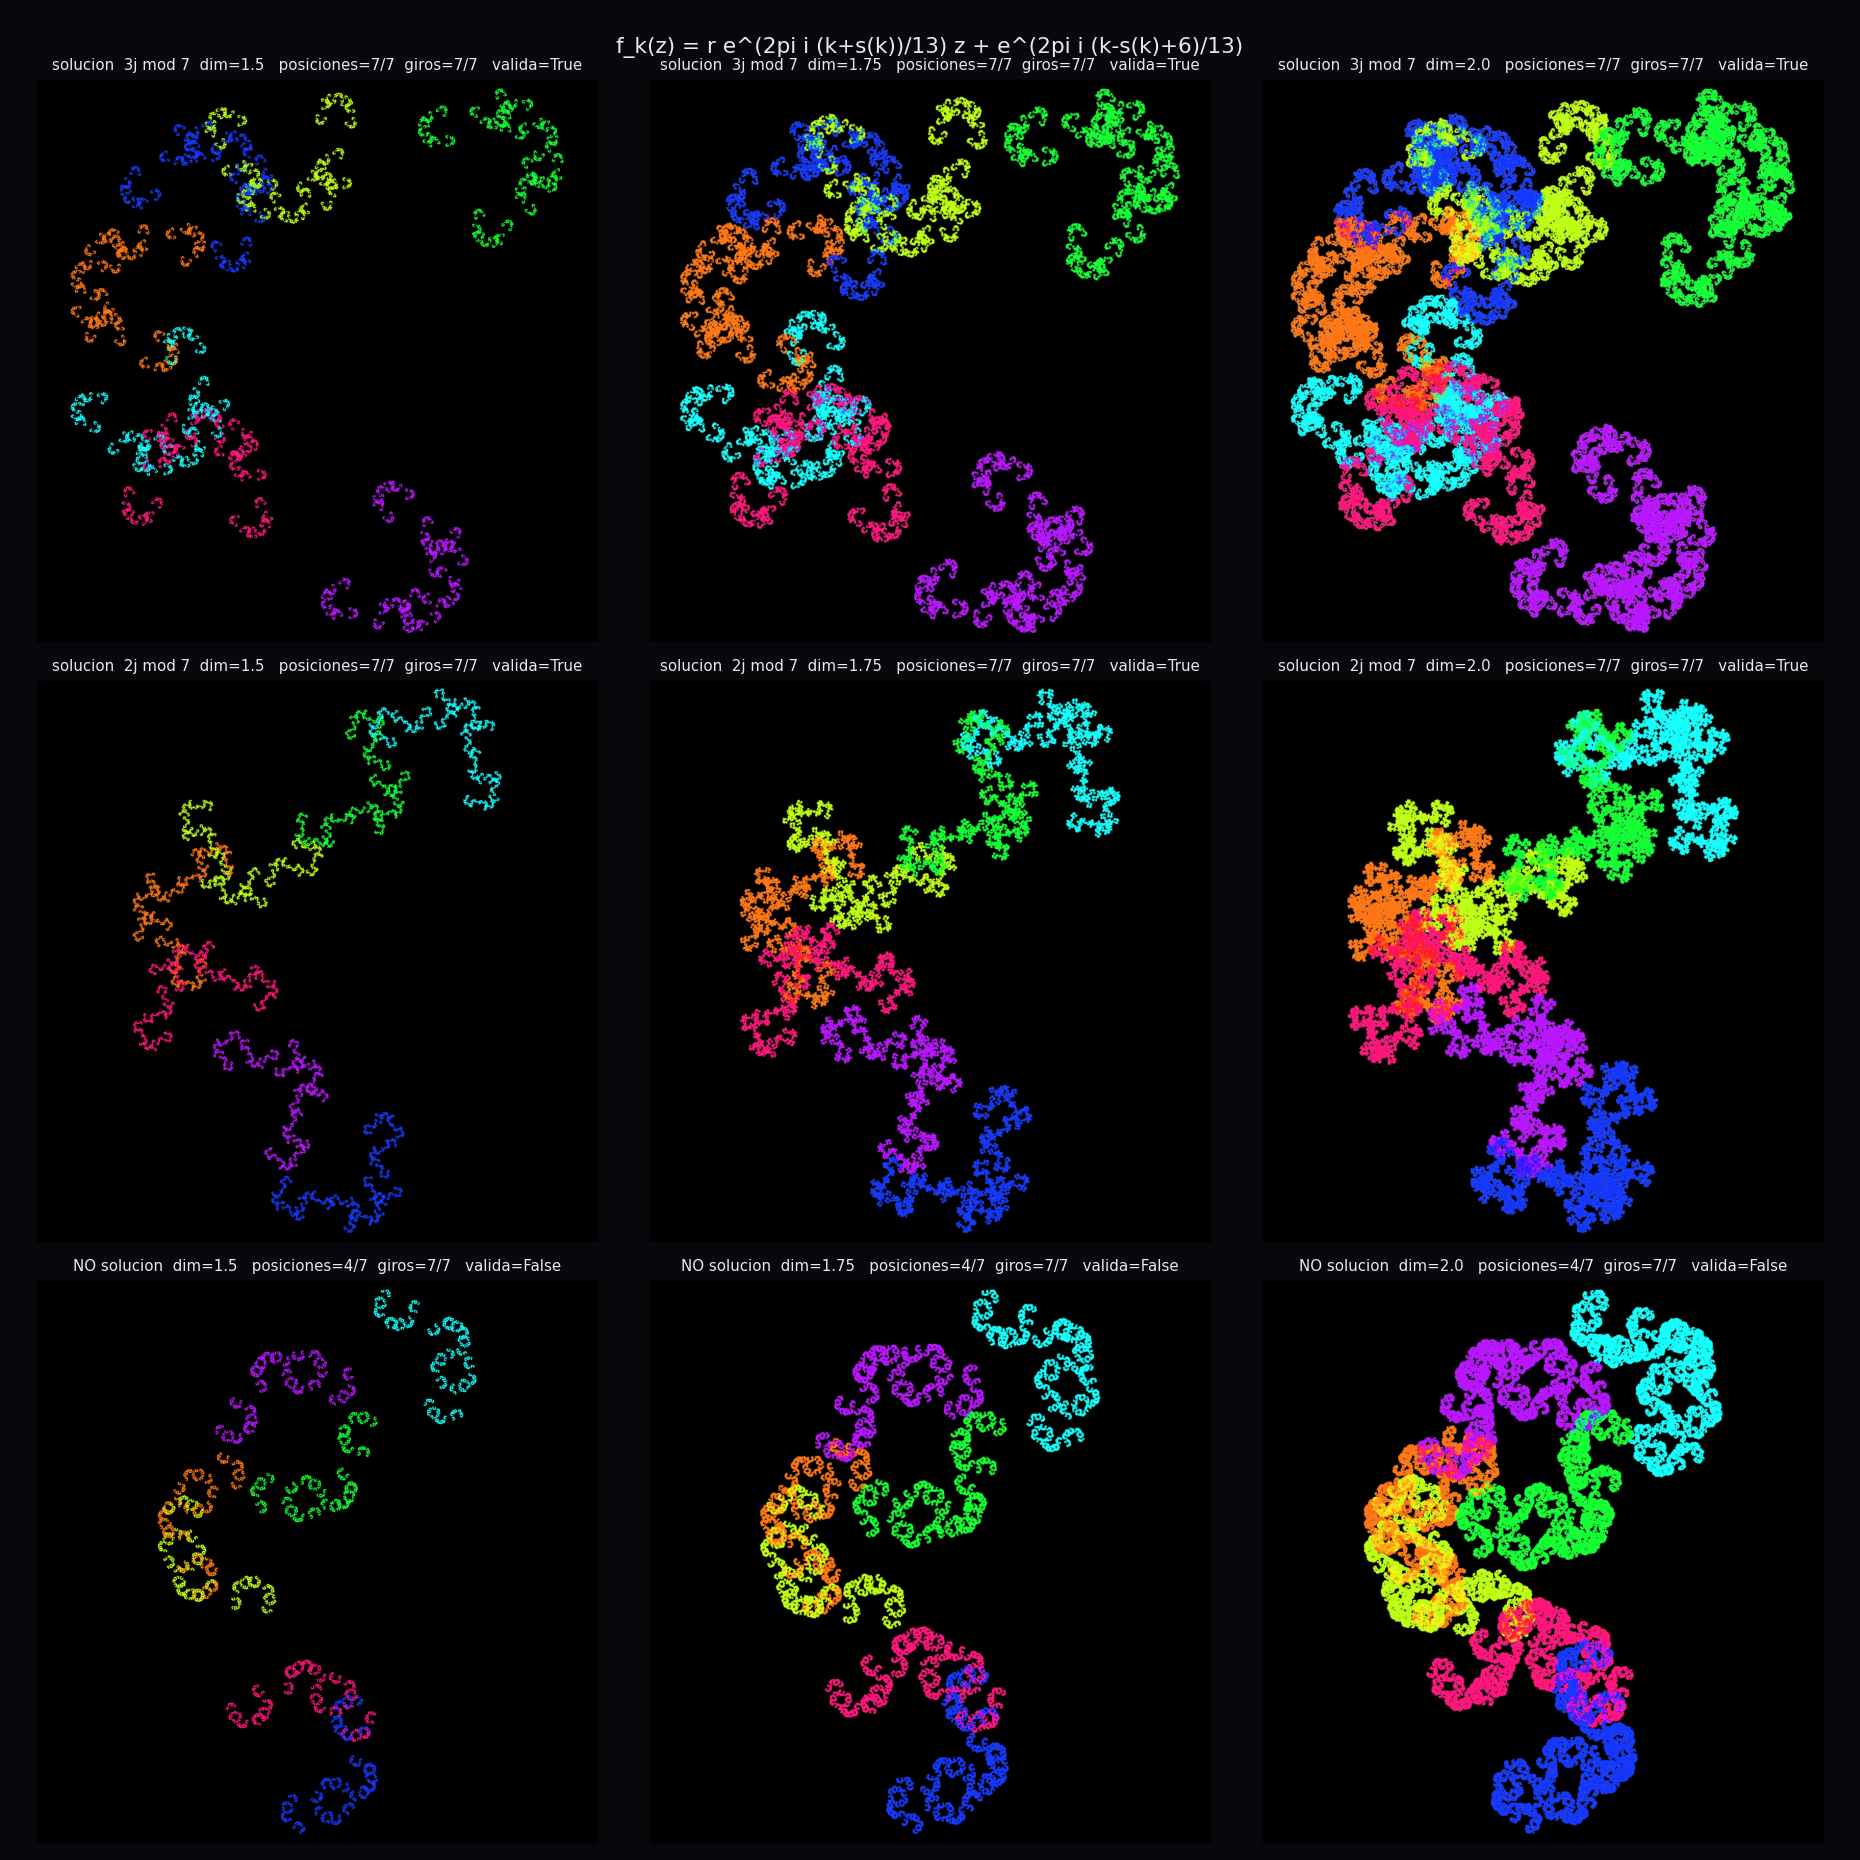 f_k(z) = r e^(2pi i (k+s(k))/13) z + e^(2pi i (k-s(k)+6)/13)
solucion  3j mod 7  dim=1.5   posiciones=7/7  giros=7/7   valida=True
solucion  3j mod 7  dim=1.75   posiciones=7/7  giros=7/7   valida=True
solucion  3j mod 7  dim=2.0   posiciones=7/7  giros=7/7   valida=True
solucion  2j mod 7  dim=1.5   posiciones=7/7  giros=7/7   valida=True
solucion  2j mod 7  dim=1.75   posiciones=7/7  giros=7/7   valida=True
solucion  2j mod 7  dim=2.0   posiciones=7/7  giros=7/7   valida=True
NO solucion  dim=1.5   posiciones=4/7  giros=7/7   valida=False
NO solucion  dim=1.75   posiciones=4/7  giros=7/7   valida=False
NO solucion  dim=2.0   posiciones=4/7  giros=7/7   valida=False